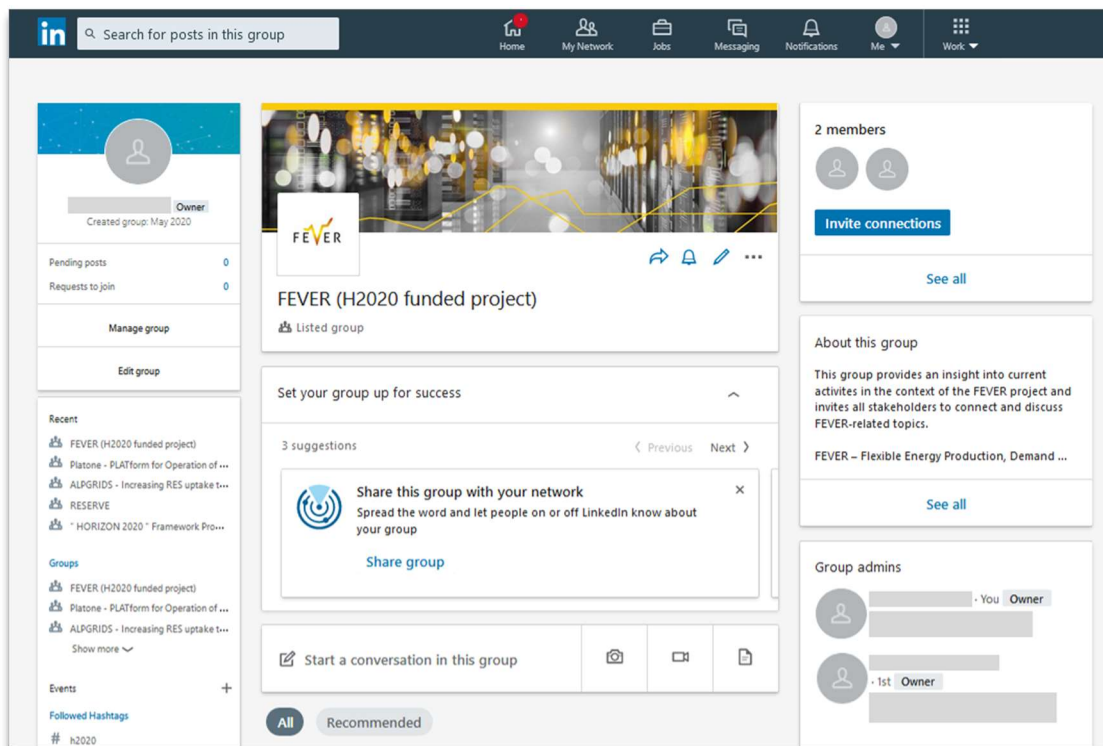 in
Search for posts in this group
Home
My Network
Jobs
Messaging
Notifications
Me
Work
Owner
Created group: May 2020
Pending posts 0
Requests to join 0
Manage group
Edit group
Recent
FEVER (H2020 funded project)
Platone - PLATform for Operation of ...
ALPGRIDS - Increasing RES uptake t...
RESERVE
" HORIZON 2020 " Framework Pro...
Groups
FEVER (H2020 funded project)
Platone - PLATform for Operation of ...
ALPGRIDS - Increasing RES uptake t...
Show more
Events +
Followed Hashtags
# h2020
FEVER
FEVER (H2020 funded project)
Listed group
Set your group up for success
3 suggestions
Previous Next
Share this group with your network
Spread the word and let people on or off LinkedIn know about
your group
Share group
Start a conversation in this group
All Recommended
2 members
Invite connections
See all
About this group
This group provides an insight into current
activites in the context of the FEVER project and
invites all stakeholders to connect and discuss
FEVER-related topics.
FEVER – Flexible Energy Production, Demand ...
See all
Group admins
· You Owner
· 1st Owner